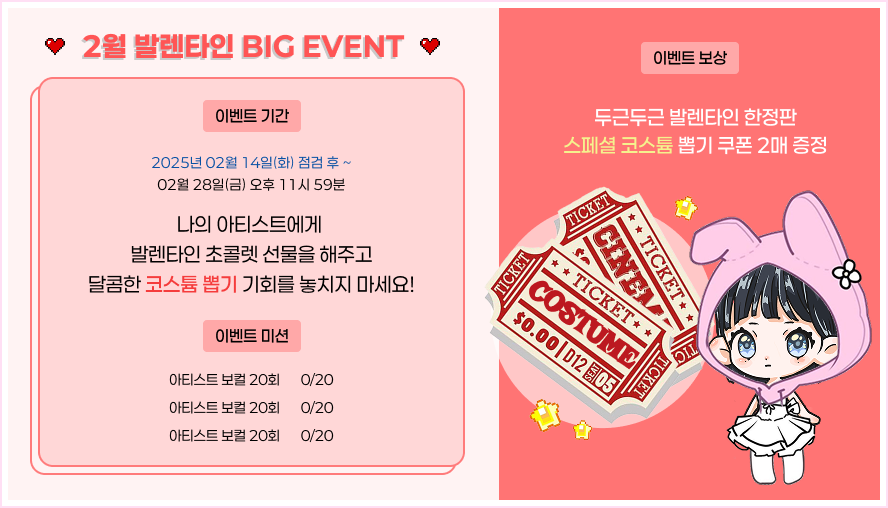 2월 발렌타인 BIG EVENT
이벤트 기간
2025년 02월 14일(화) 점검 후 ~
02월 28일(금) 오후 11시 59분
나의 아티스트에게
발렌타인 초콜렛 선물을 해주고
달콤한 코스튬 뽑기 기회를 놓치지 마세요!
이벤트 미션
아티스트 보컬 20회 0/20
아티스트 보컬 20회 0/20
아티스트 보컬 20회 0/20
이벤트 보상
두근두근 발렌타인 한정판
스페셜 코스튬 뽑기 쿠폰 2매 증정
TICKET
TICKET
CINEM
TICKET
TICKET
COSTUME
$0.00 D12 05
TICKET